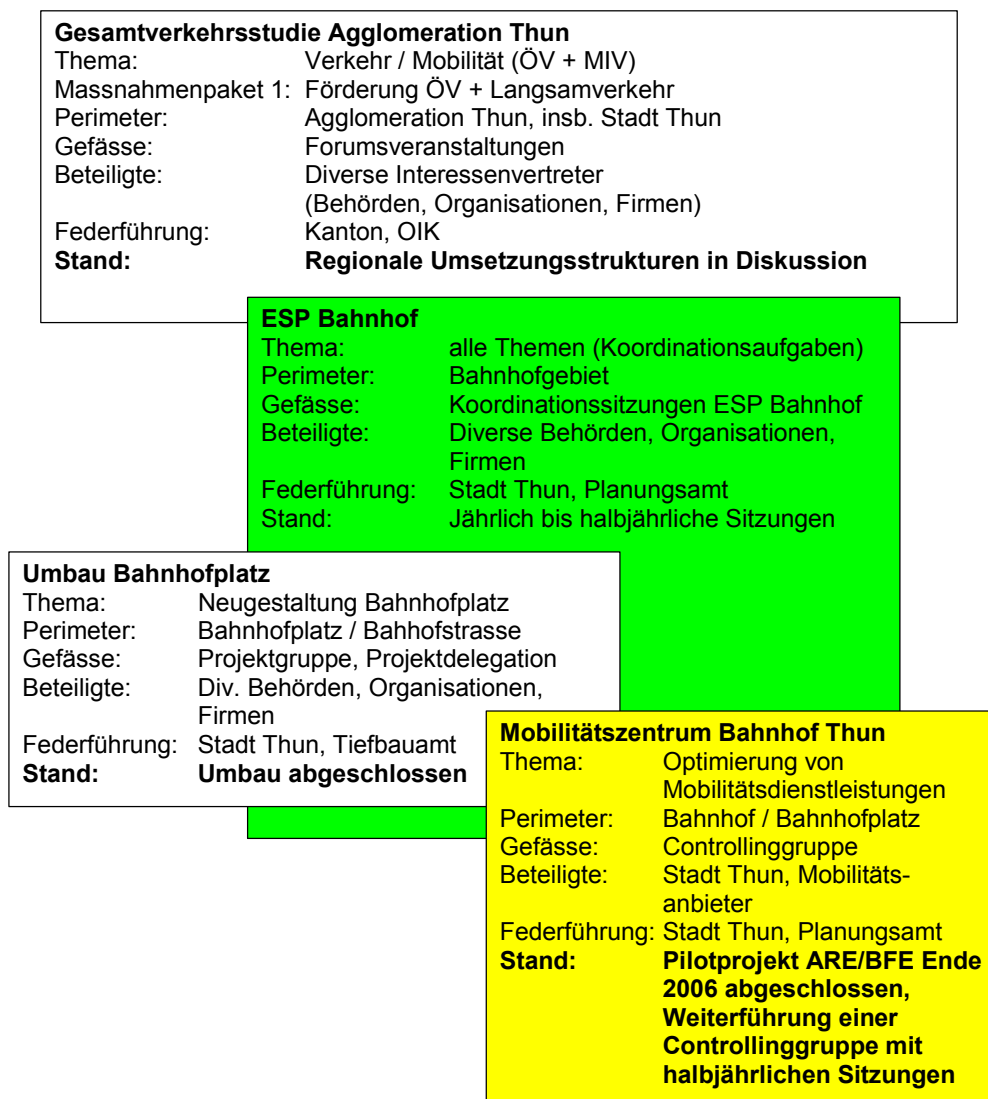 Gesamtverkehrsstudie Agglomeration Thun
Thema: Verkehr / Mobilität (ÖV + MIV)
Massnahmenpaket 1: Förderung ÖV + Langsamverkehr
Perimeter: Agglomeration Thun, insb. Stadt Thun
Gefässe: Forumsveranstaltungen
Beteiligte: Diverse Interessenvertreter
(Behörden, Organisationen, Firmen)
Federführung: Kanton, OIK
Stand: Regionale Umsetzungsstrukturen in Diskussion
ESP Bahnhof
Thema: alle Themen (Koordinationsaufgaben)
Perimeter: Bahnhofgebiet
Gefässe: Koordinationssitzungen ESP Bahnhof
Beteiligte: Diverse Behörden, Organisationen,
Firmen
Federführung: Stadt Thun, Planungsamt
Stand: Jährlich bis halbjährliche Sitzungen
Umbau Bahnhofplatz
Thema: Neugestaltung Bahnhofplatz
Perimeter: Bahnhofplatz / Bahhofstrasse
Gefässe: Projektgruppe, Projektdelegation
Beteiligte: Div. Behörden, Organisationen,
Firmen
Federführung: Stadt Thun, Tiefbauamt
Stand: Umbau abgeschlossen
Mobilitätszentrum Bahnhof Thun
Thema: Optimierung von
Mobilitätsdienstleistungen
Perimeter: Bahnhof / Bahnhofplatz
Gefässe: Controllinggruppe
Beteiligte: Stadt Thun, Mobilitäts-
anbieter
Federführung: Stadt Thun, Planungsamt
Stand: Pilotprojekt ARE/BFE Ende
2006 abgeschlossen,
Weiterführung einer
Controllinggruppe mit
halbjährlichen Sitzungen